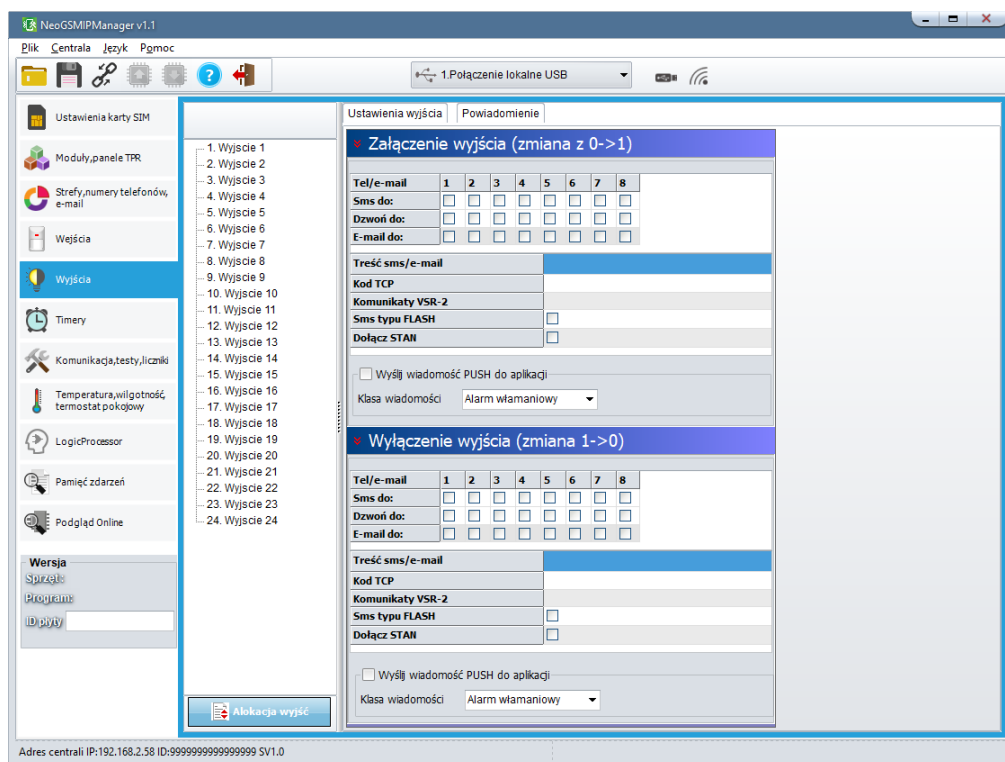 NeoGSMIPManager v1.1
Plik Centrala Język Pomoc
1.Połączenie lokalne USB
Ustawienia karty SIM
Moduły,panele TPR
Strefy,numery telefonów,
e-mail
Wejścia
Wyjścia
Timery
Komunikacja,testy,liczniki
Temperatura,wilgotność,
termostat pokojowy
LogicProcessor
Pamięć zdarzeń
Podgląd Online
Wersja
Sprzęt:
Program:
ID płyty
1. Wyjscie 1
2. Wyjscie 2
3. Wyjscie 3
4. Wyjscie 4
5. Wyjscie 5
6. Wyjscie 6
7. Wyjscie 7
8. Wyjscie 8
9. Wyjscie 9
10. Wyjscie 10
11. Wyjscie 11
12. Wyjscie 12
13. Wyjscie 13
14. Wyjscie 14
15. Wyjscie 15
16. Wyjscie 16
17. Wyjscie 17
18. Wyjscie 18
19. Wyjscie 19
20. Wyjscie 20
21. Wyjscie 21
22. Wyjscie 22
23. Wyjscie 23
24. Wyjscie 24
Alokacja wyjść
Ustawienia wyjścia Powiadomienie
Załączenie wyjścia (zmiana z 0->1)
Tel/e-mail 1 2 3 4 5 6 7 8
Sms do:
Dzwoń do:
E-mail do:
Treść sms/e-mail
Kod TCP
Komunikaty VSR-2
Sms typu FLASH
Dołącz STAN
Wyślij wiadomość PUSH do aplikacji
Klasa wiadomości Alarm włamaniowy
Wyłączenie wyjścia (zmiana 1->0)
Tel/e-mail 1 2 3 4 5 6 7 8
Sms do:
Dzwoń do:
E-mail do:
Treść sms/e-mail
Kod TCP
Komunikaty VSR-2
Sms typu FLASH
Dołącz STAN
Wyślij wiadomość PUSH do aplikacji
Klasa wiadomości Alarm włamaniowy
Adres centrali IP:192.168.2.58 ID:9999999999999999 SV1.0